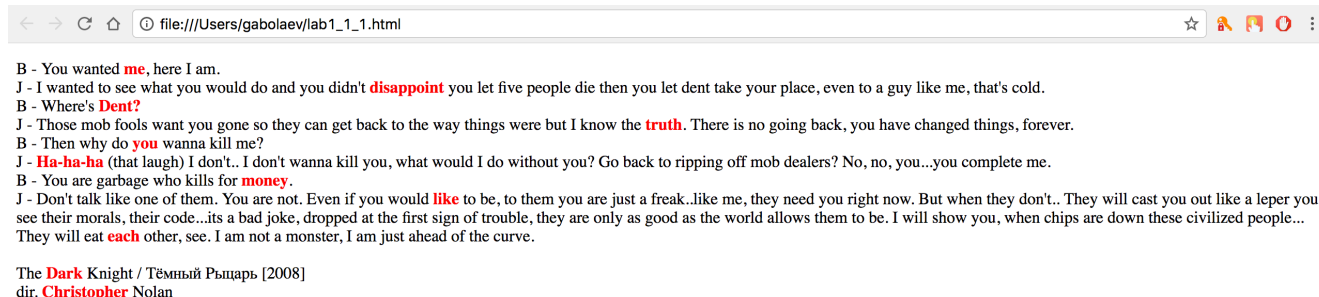 file:///Users/gabolaev/lab1_1_1.html
B - You wanted me, here I am.
J - I wanted to see what you would do and you didn't disappoint you let five people die then you let dent take your place, even to a guy like me, that's cold.
B - Where's Dent?
J - Those mob fools want you gone so they can get back to the way things were but I know the truth. There is no going back, you have changed things, forever.
B - Then why do you wanna kill me?
J - Ha-ha-ha (that laugh) I don't.. I don't wanna kill you, what would I do without you? Go back to ripping off mob dealers? No, no, you...you complete me.
B - You are garbage who kills for money.
J - Don't talk like one of them. You are not. Even if you would like to be, to them you are just a freak..like me, they need you right now. But when they don't.. They will cast you out like a leper you
see their morals, their code...its a bad joke, dropped at the first sign of trouble, they are only as good as the world allows them to be. I will show you, when chips are down these civilized people...
They will eat each other, see. I am not a monster, I am just ahead of the curve.
The Dark Knight / Тёмный Рыцарь [2008]
dir. Christopher Nolan